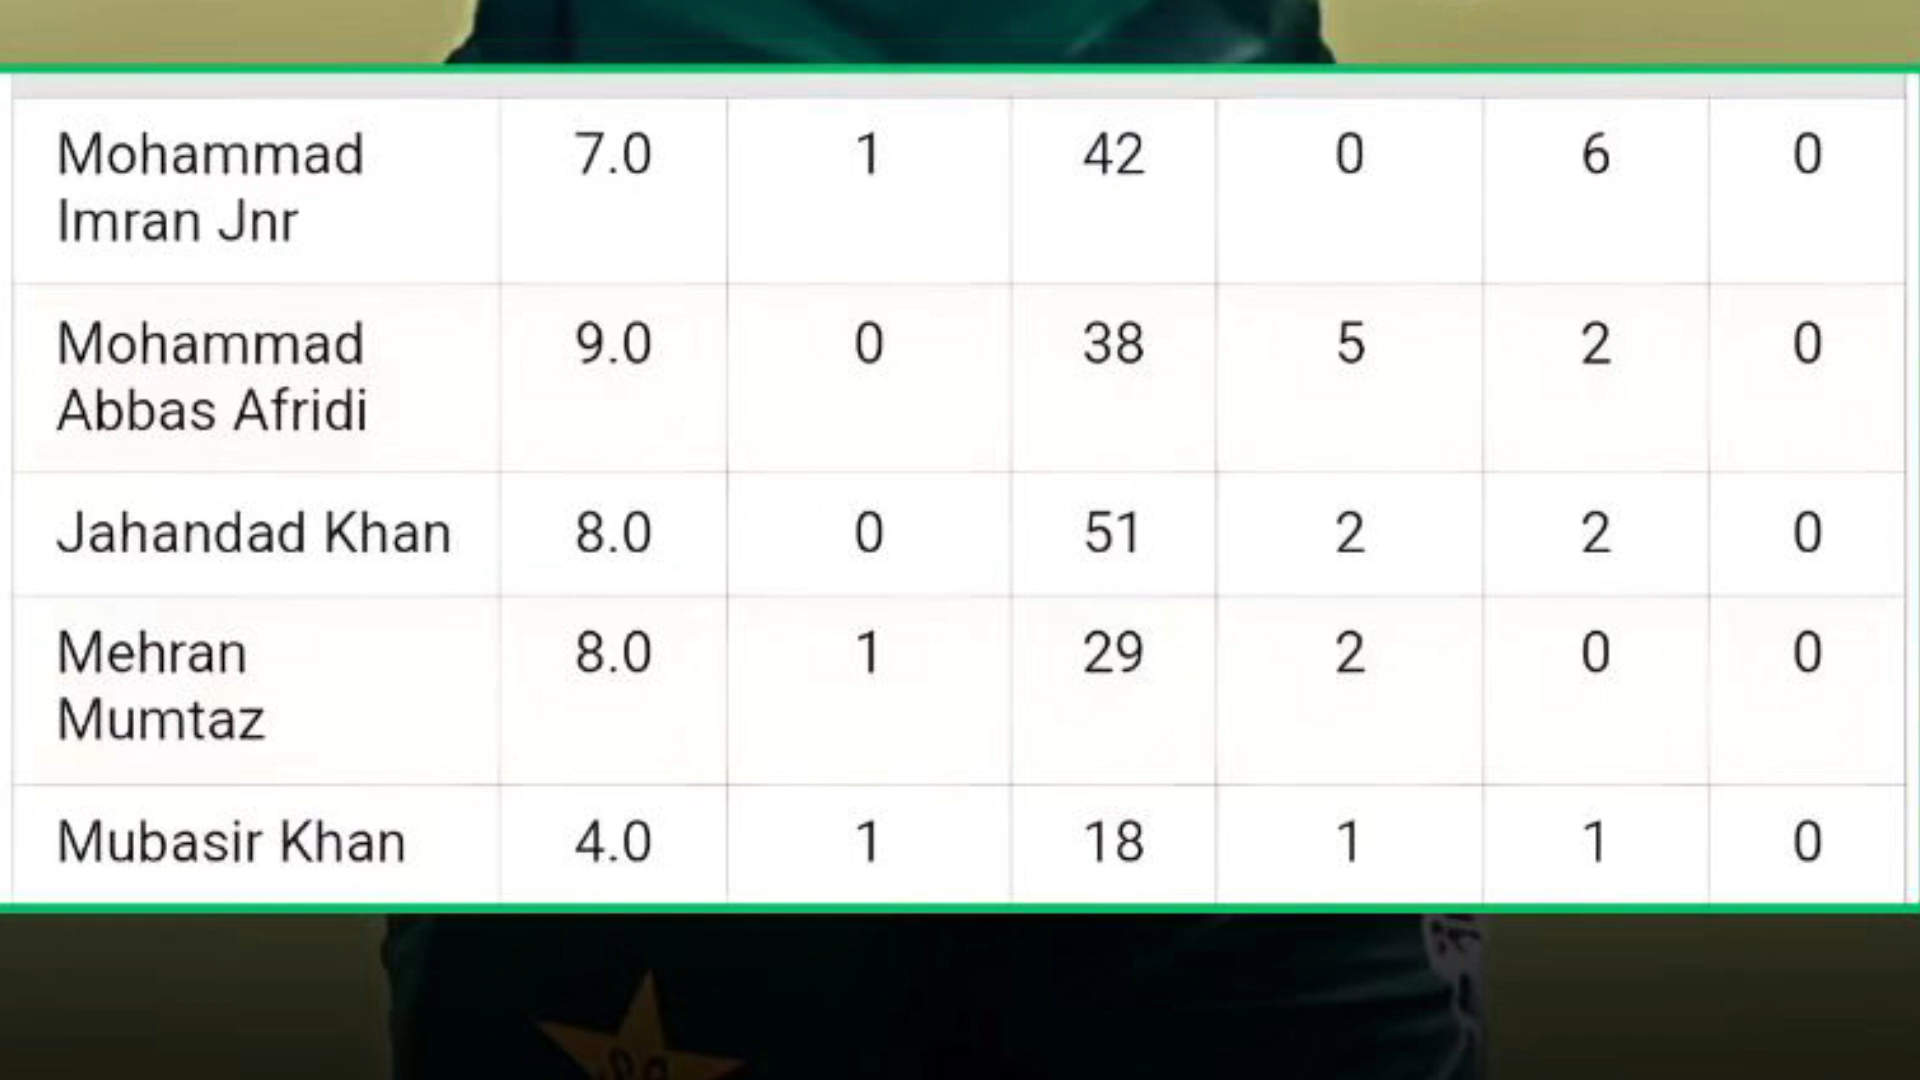 Mohammad 7.0 1 42 0 6 0
Imran Jnr
Mohammad 9.0 0 38 5 2 0
Abbas Afridi
Jahandad Khan 8.0 0 51 2 2 0
Mehran 8.0 1 29 2 0 0
Mumtaz
Mubasir Khan 4.0 1 18 1 1 0